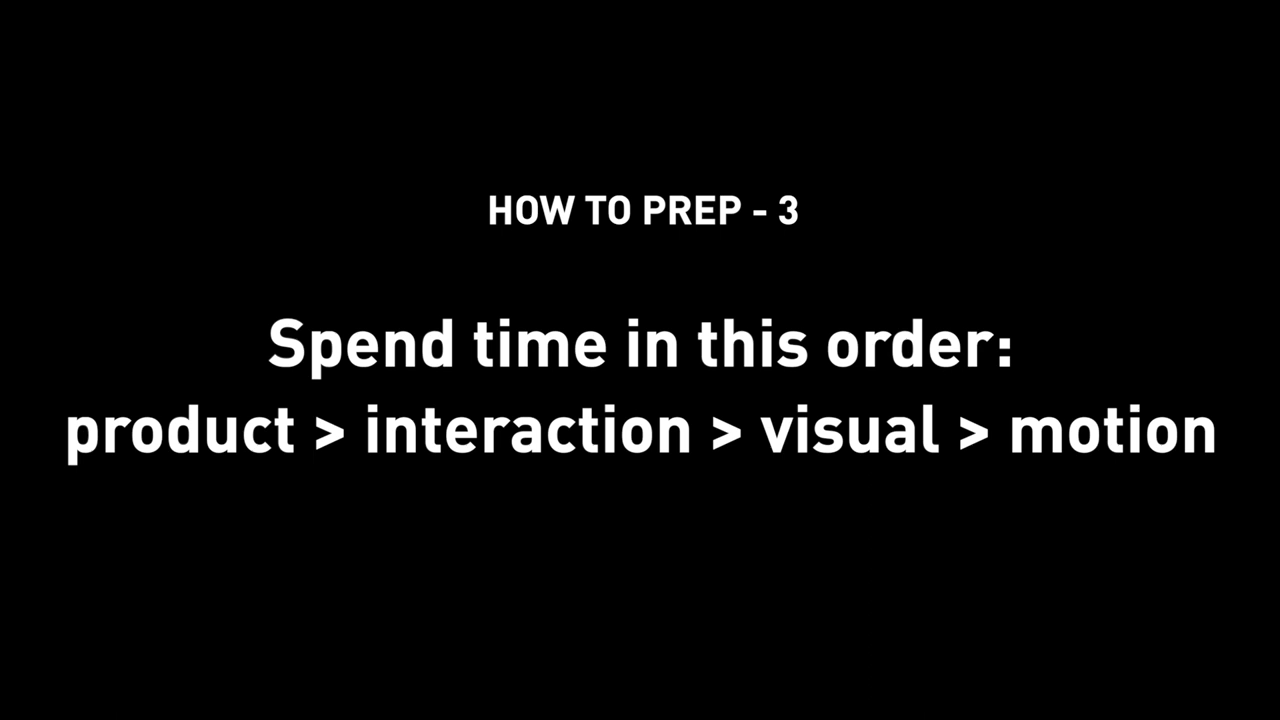 HOW TO PREP - 3
Spend time in this order:
product > interaction > visual > motion